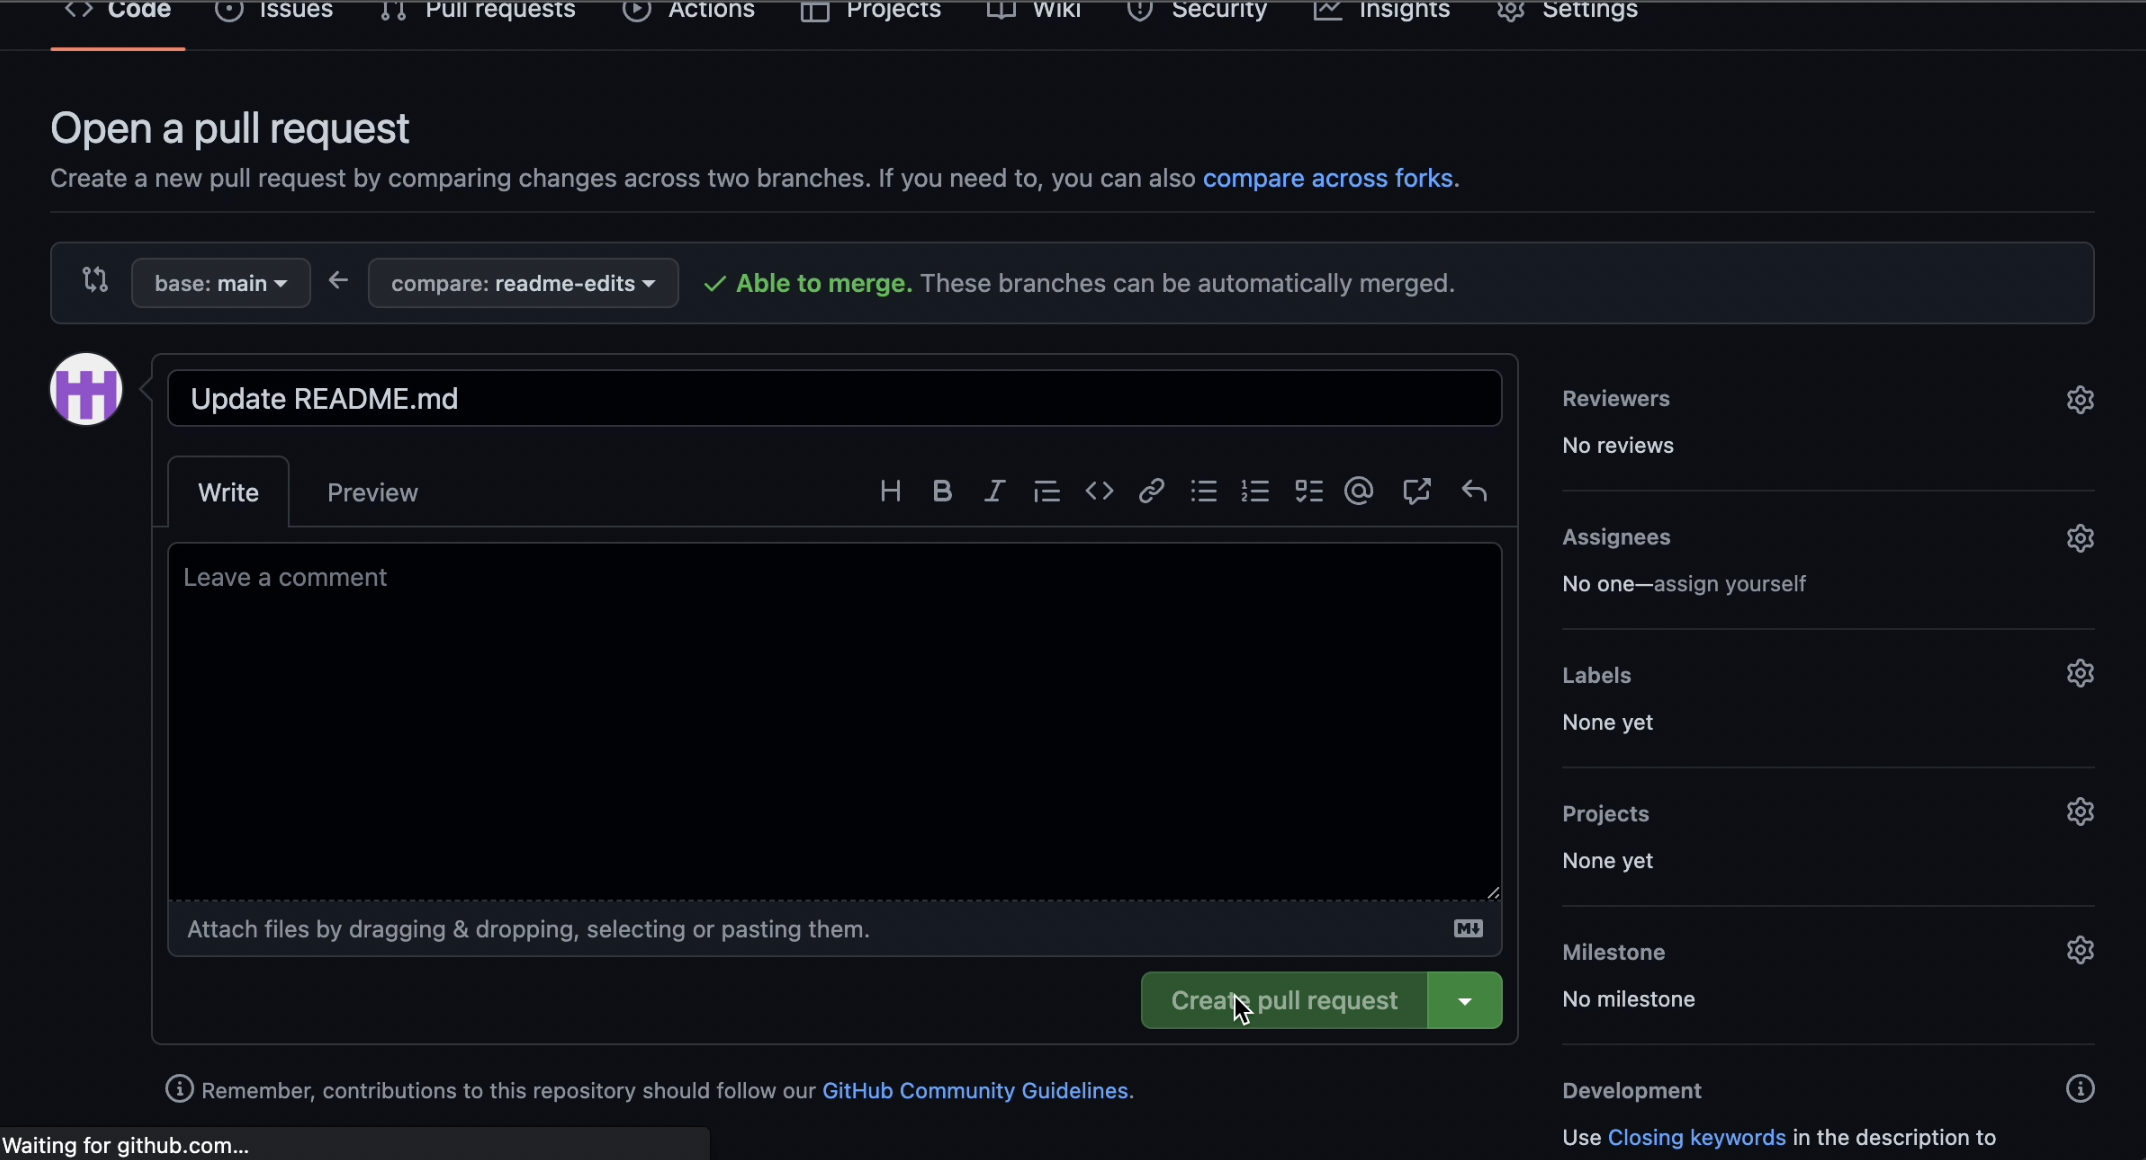 Code Issues Pull requests Actions Projects Wiki Security Insights Settings
Open a pull request
Create a new pull request by comparing changes across two branches. If you need to, you can also compare across forks.
base: main ← compare: readme-edits ✓ Able to merge. These branches can be automatically merged.
Update README.md
Write Preview
Leave a comment
Attach files by dragging & dropping, selecting or pasting them.
Create pull request
Remember, contributions to this repository should follow our GitHub Community Guidelines.
Reviewers
No reviews
Assignees
No one—assign yourself
Labels
None yet
Projects
None yet
Milestone
No milestone
Development
Use Closing keywords in the description to
Waiting for github.com...